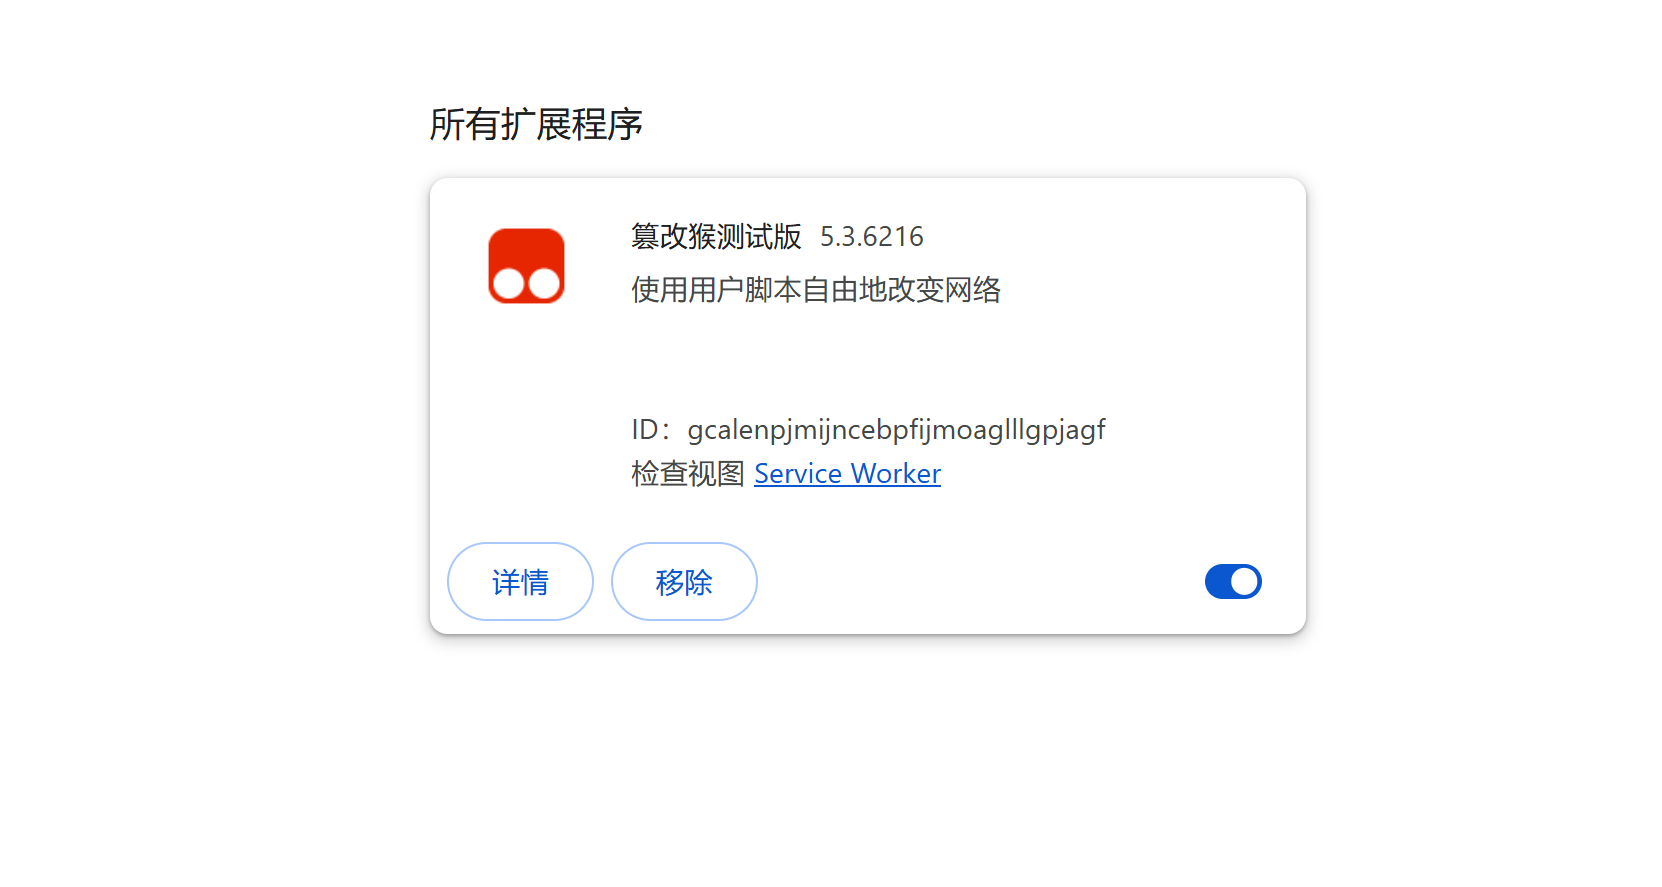 所有扩展程序
篡改猴测试版 5.3.6216
使用用户脚本自由地改变网络
ID：gcalenpjmijncebpfijmoaglllgpjagf
检查视图 Service Worker
详情 移除